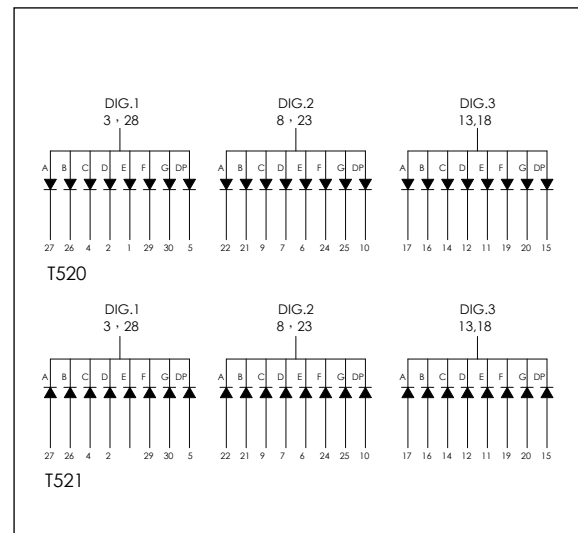 DIG.1 DIG.2 DIG.3
3，28 8，23 13,18
A B C D E F G DP A B C D E F G DP A B C D E F G DP
27 26 4 2 1 29 30 5 22 21 9 7 6 24 25 10 17 16 14 12 11 19 20 15
T520
DIG.1 DIG.2 DIG.3
3，28 8，23 13,18
A B C D E F G DP A B C D E F G DP A B C D E F G DP
27 26 4 2 29 30 5 22 21 9 7 6 24 25 10 17 16 14 12 11 19 20 15
T521